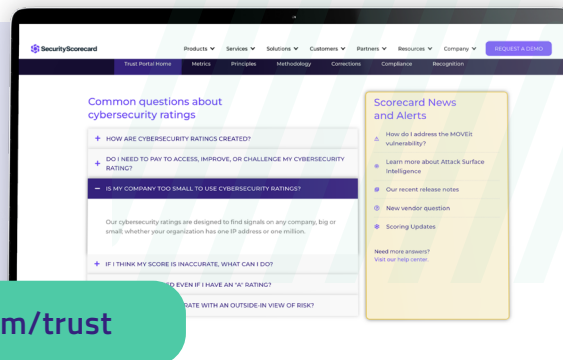 SecurityScorecard
Products Services Solutions Customers Partners Resources Company REQUEST A DEMO
Trust Portal Home Metrics Principles Methodology Corrections Compliance Recognition
Common questions about
cybersecurity ratings
+ HOW ARE CYBERSECURITY RATINGS CREATED?
+ DO I NEED TO PAY TO ACCESS, IMPROVE, OR CHALLENGE MY CYBERSECURITY
RATING?
– IS MY COMPANY TOO SMALL TO USE CYBERSECURITY RATINGS?
Our cybersecurity ratings are designed to find signals on any company, big or
small; whether your organization has one IP address or one million.
+ IF I THINK MY SCORE IS INACCURATE, WHAT CAN I DO?
EVEN IF I HAVE AN "A" RATING?
RATE WITH AN OUTSIDE-IN VIEW OF RISK?
Scorecard News
and Alerts
How do I address the MOVEit
vulnerability?
Learn more about Attack Surface
Intelligence
Our recent release notes
New vendor question
Scoring Updates
Need more answers?
Visit our help center.
m/trust